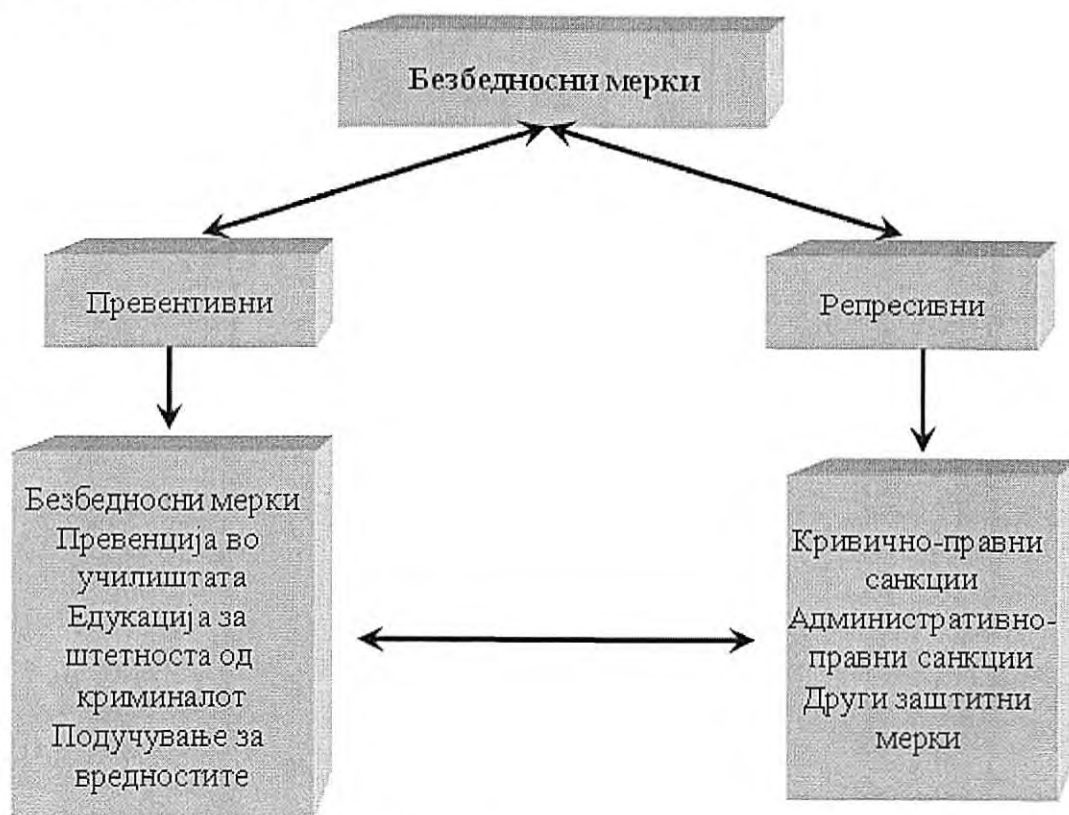 Безбедносни мерки
Превентивни
Репресивни
Безбедносни мерки
Превенција во
училиштата
Едукација за
штетноста од
криминалот
Подучување за
вредностите
Кривично-правни
санкции
Административно-
правни санкции
Други заштитни
мерки